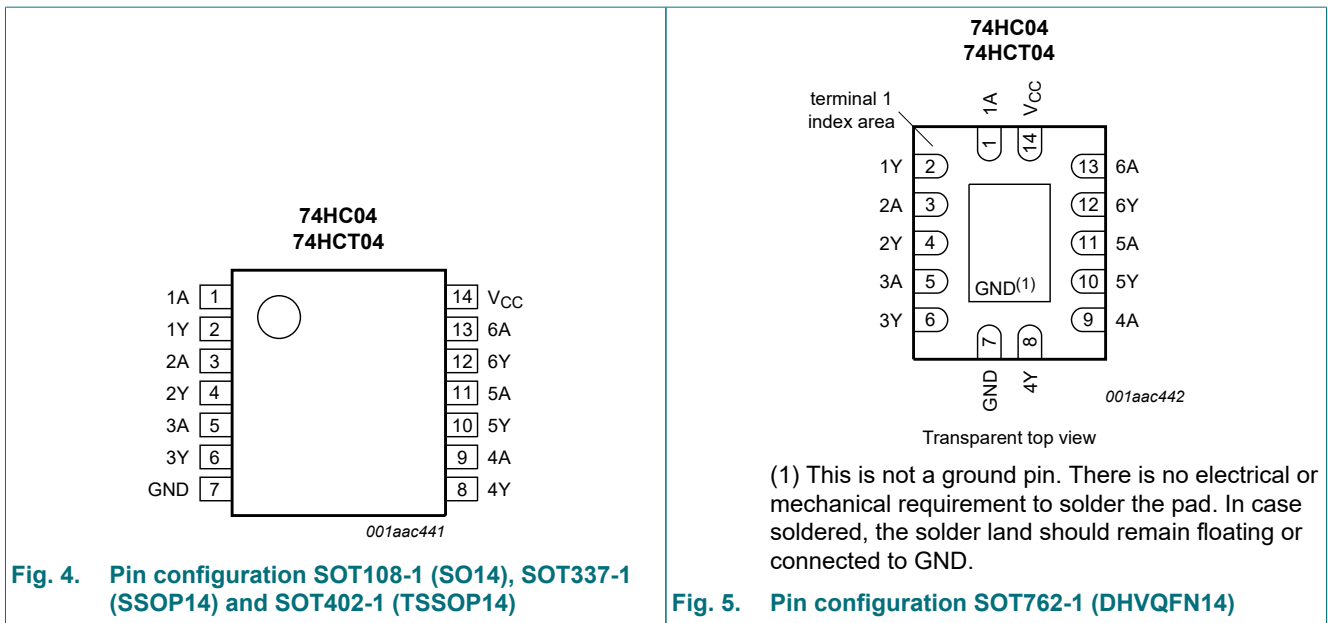 74HC04
74HCT04
1A 1
1Y 2
2A 3
2Y 4
3A 5
3Y 6
GND 7
14 VCC
13 6A
12 6Y
11 5A
10 5Y
9 4A
8 4Y
001aac441
Fig. 4. Pin configuration SOT108-1 (SO14), SOT337-1
(SSOP14) and SOT402-1 (TSSOP14)
74HC04
74HCT04
terminal 1
index area
1A
VCC
1
14
1Y 2
2A 3
2Y 4
3A 5
3Y 6
13 6A
12 6Y
11 5A
10 5Y
9 4A
GND(1)
7
8
GND
4Y
001aac442
Transparent top view
(1) This is not a ground pin. There is no electrical or
mechanical requirement to solder the pad. In case
soldered, the solder land should remain floating or
connected to GND.
Fig. 5. Pin configuration SOT762-1 (DHVQFN14)